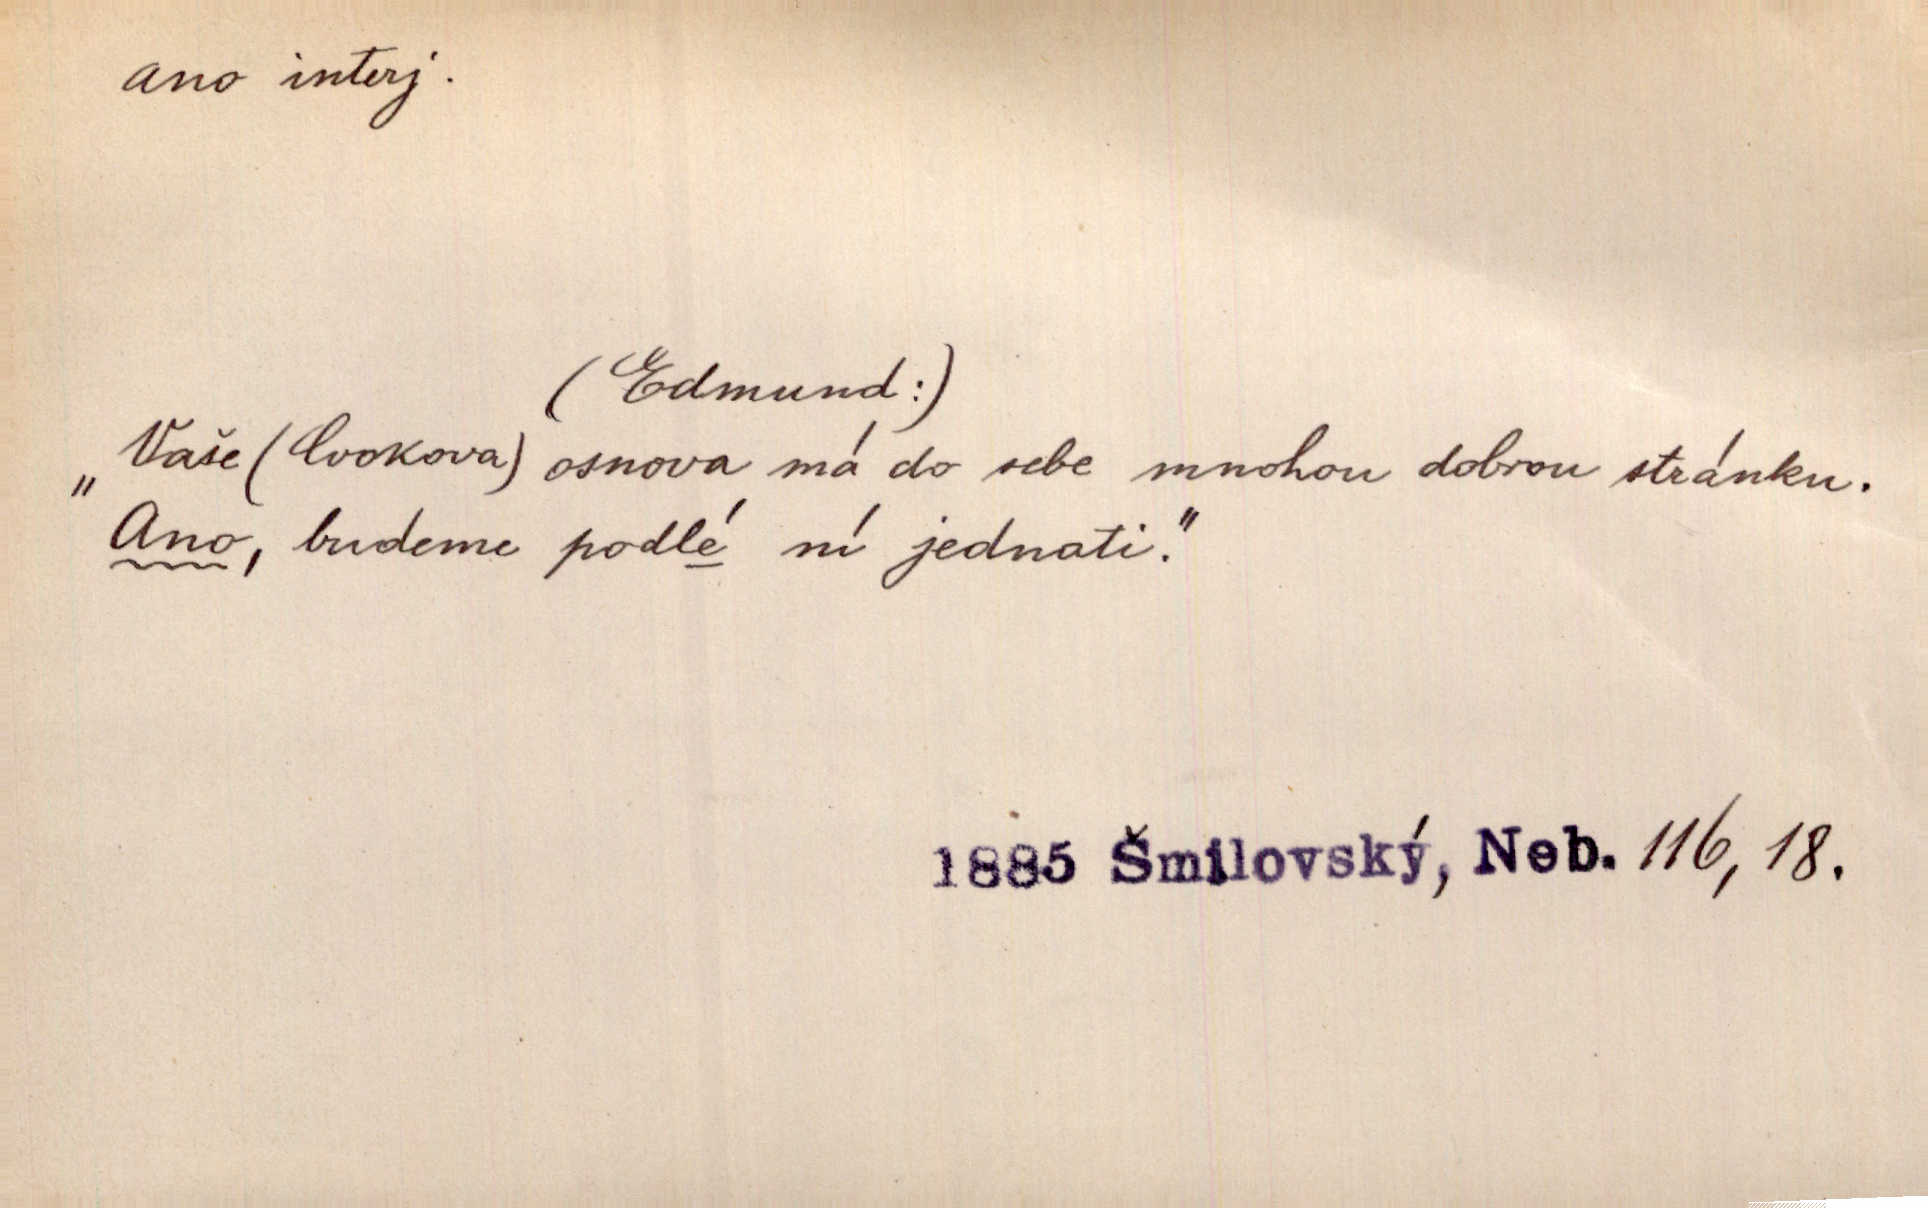 ano interj.
(Edmund:)
„Vaše (Cvokova) osnova má do sebe mnohou dobrou stránku.
Ano, budeme podlé ní jednati."
1885 Šmilovský, Neb. 116, 18.